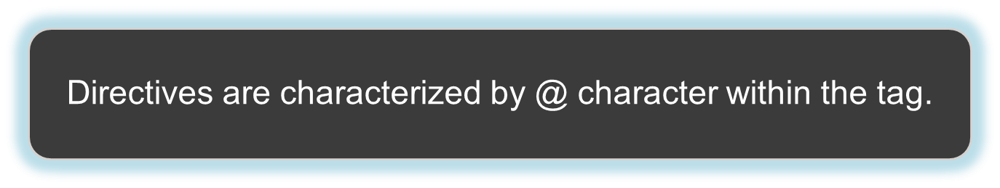 Directives are characterized by @ character within the tag.